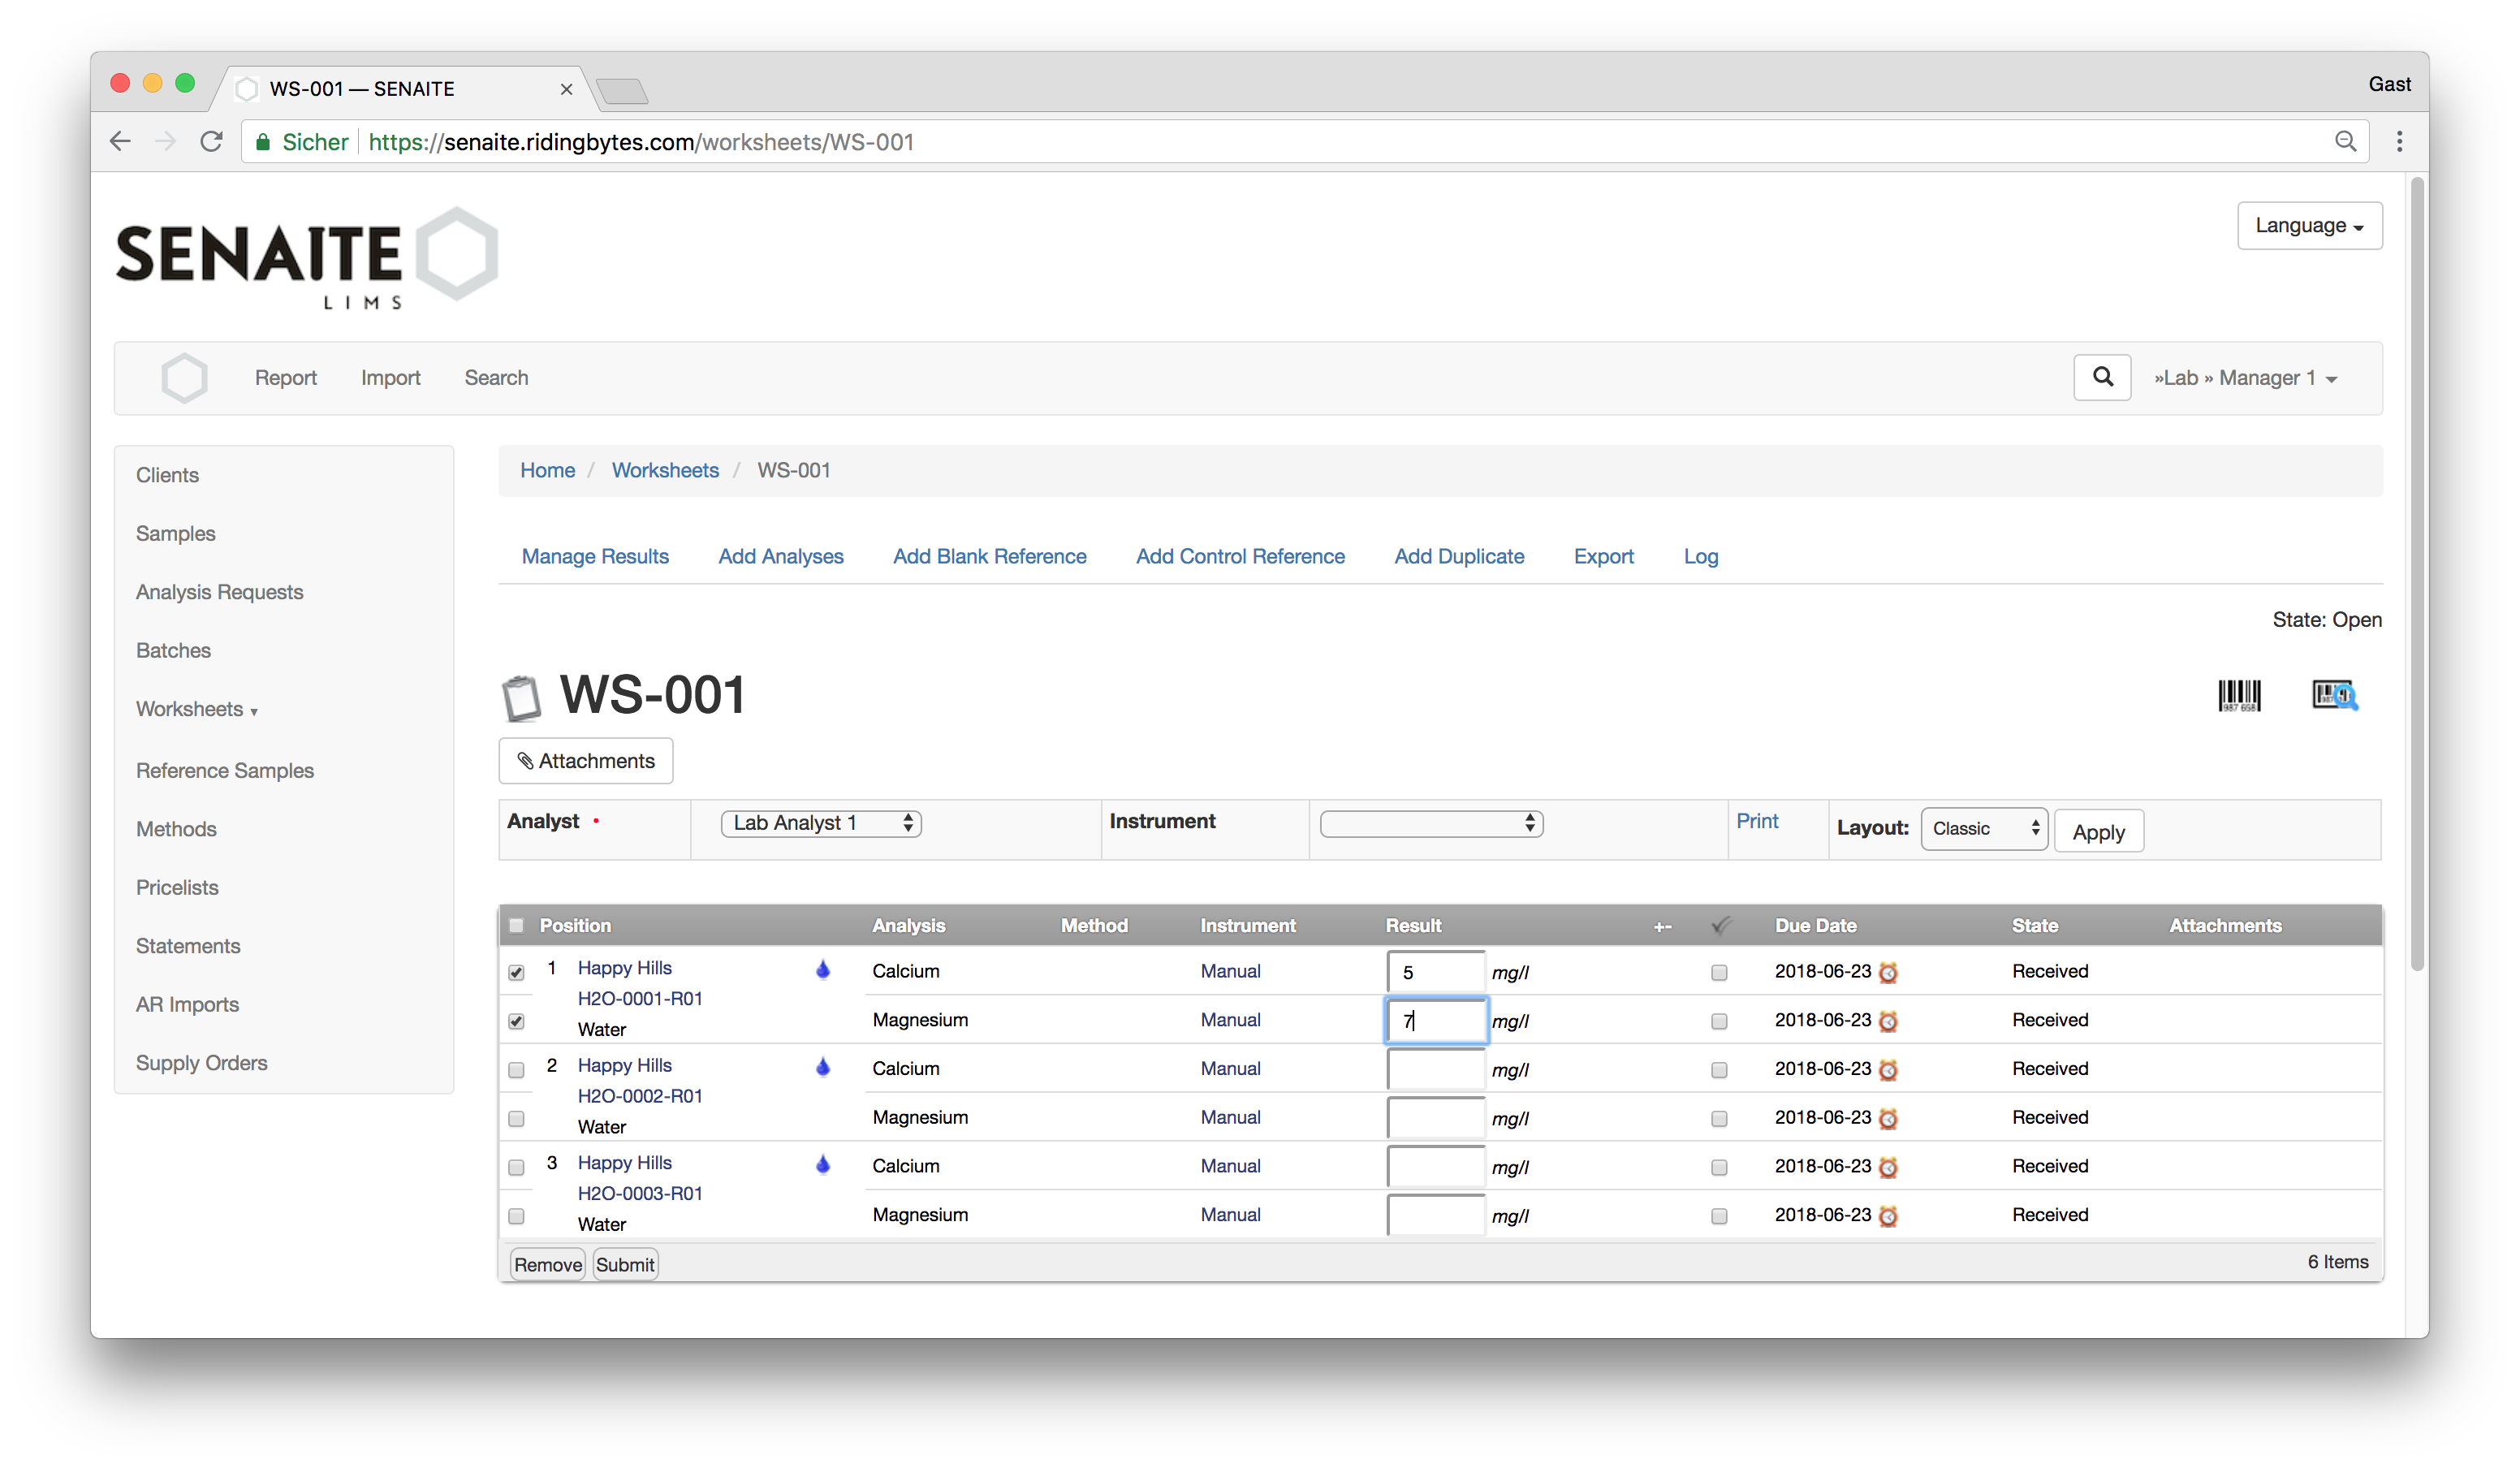 WS-001 — SENAITE
Gast
Sicher https://senaite.ridingbytes.com/worksheets/WS-001
SENAITE
LIMS
Language
Report Import Search »Lab » Manager 1
Clients
Samples
Analysis Requests
Batches
Worksheets
Reference Samples
Methods
Pricelists
Statements
AR Imports
Supply Orders
Home / Worksheets / WS-001
Manage Results Add Analyses Add Blank Reference Add Control Reference Add Duplicate Export Log
State: Open
WS-001
Attachments
Analyst Lab Analyst 1 Instrument Print Layout: Classic Apply
Position Analysis Method Instrument Result +- Due Date State Attachments
1 Happy Hills Calcium Manual 5 mg/l 2018-06-23 Received
H2O-0001-R01
Water Magnesium Manual 7 mg/l 2018-06-23 Received
2 Happy Hills Calcium Manual mg/l 2018-06-23 Received
H2O-0002-R01
Water Magnesium Manual mg/l 2018-06-23 Received
3 Happy Hills Calcium Manual mg/l 2018-06-23 Received
H2O-0003-R01
Water Magnesium Manual mg/l 2018-06-23 Received
Remove Submit 6 Items